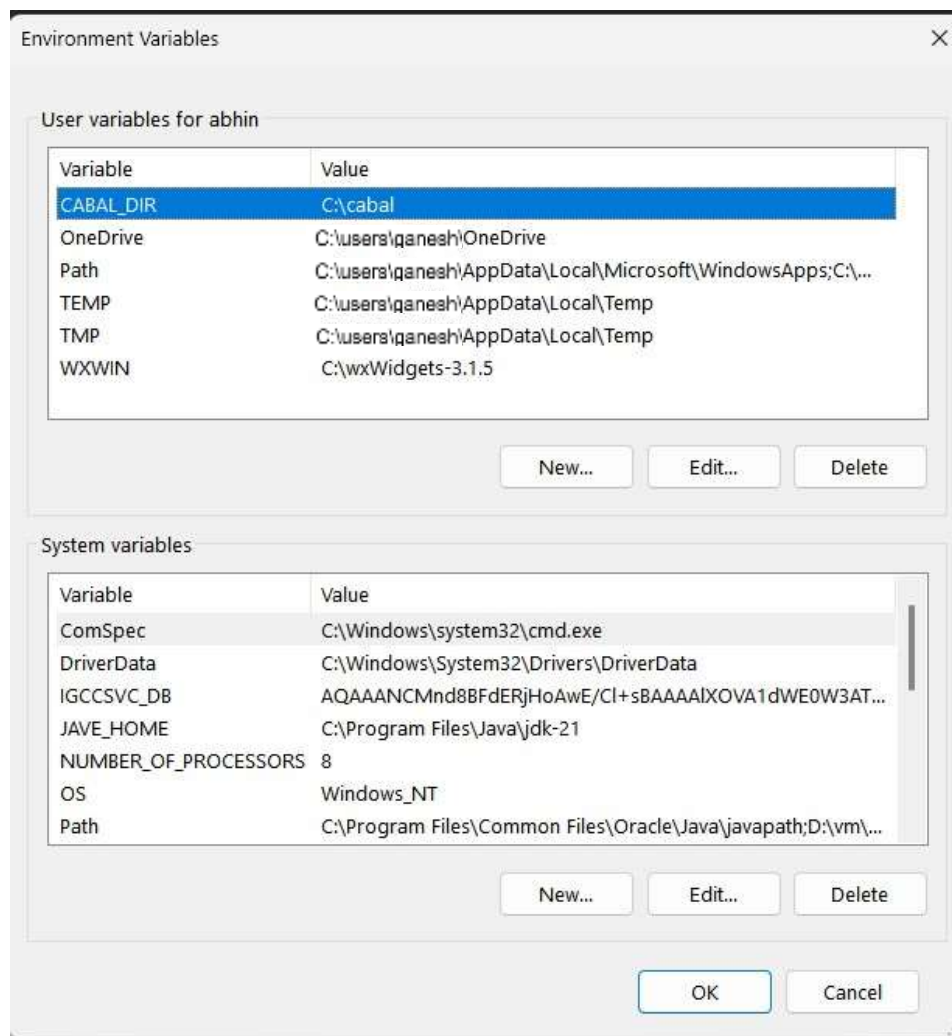 Environment Variables
User variables for abhin
Variable Value
CABAL_DIR C:\cabal
OneDrive C:\users\ganesh\OneDrive
Path C:\users\ganesh\AppData\Local\Microsoft\WindowsApps;C:\...
TEMP C:\users\ganesh\AppData\Local\Temp
TMP C:\users\ganesh\AppData\Local\Temp
WXWIN C:\wxWidgets-3.1.5
New... Edit... Delete
System variables
Variable Value
ComSpec C:\Windows\system32\cmd.exe
DriverData C:\Windows\System32\Drivers\DriverData
IGCCSVC_DB AQAAANCMnd8BFdERjHoAwE/Cl+sBAAAAlXOVA1dWE0W3AT...
JAVE_HOME C:\Program Files\Java\jdk-21
NUMBER_OF_PROCESSORS 8
OS Windows_NT
Path C:\Program Files\Common Files\Oracle\Java\javapath;D:\vm\...
New... Edit... Delete
OK Cancel